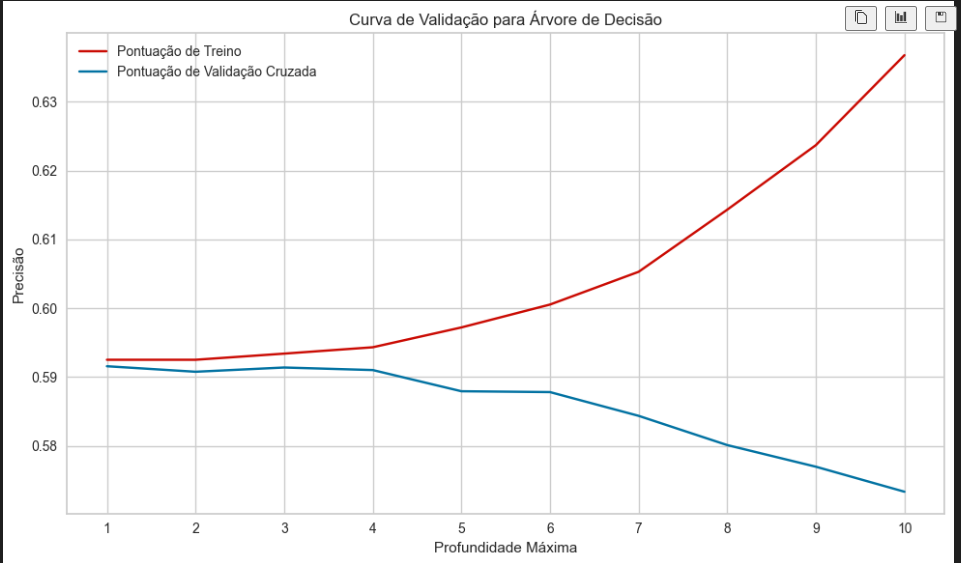 Curva de Validação para Árvore de Decisão
Pontuação de Treino
Pontuação de Validação Cruzada
Precisão
0.63
0.62
0.61
0.60
0.59
0.58
1 2 3 4 5 6 7 8 9 10
Profundidade Máxima